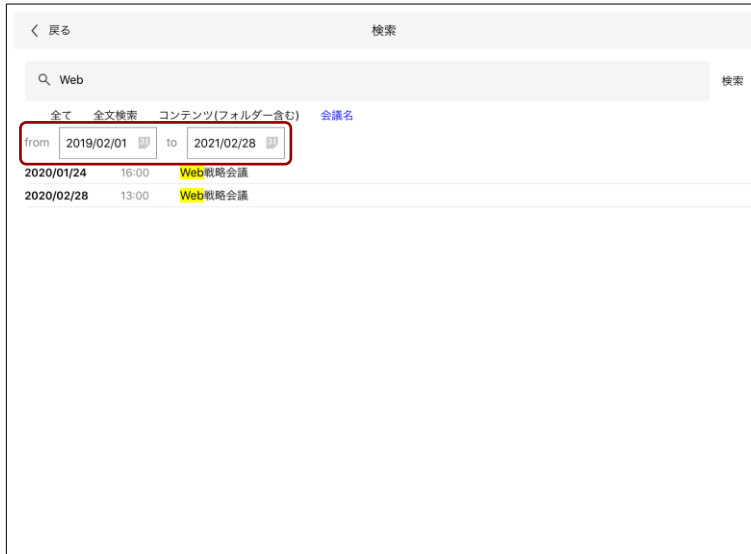 戻る 検索
Web 検索
全て 全文検索 コンテンツ(フォルダー含む) 会議名
from 2019/02/01 31 to 2021/02/28 31
2020/01/24 16:00 Web戦略会議
2020/02/28 13:00 Web戦略会議